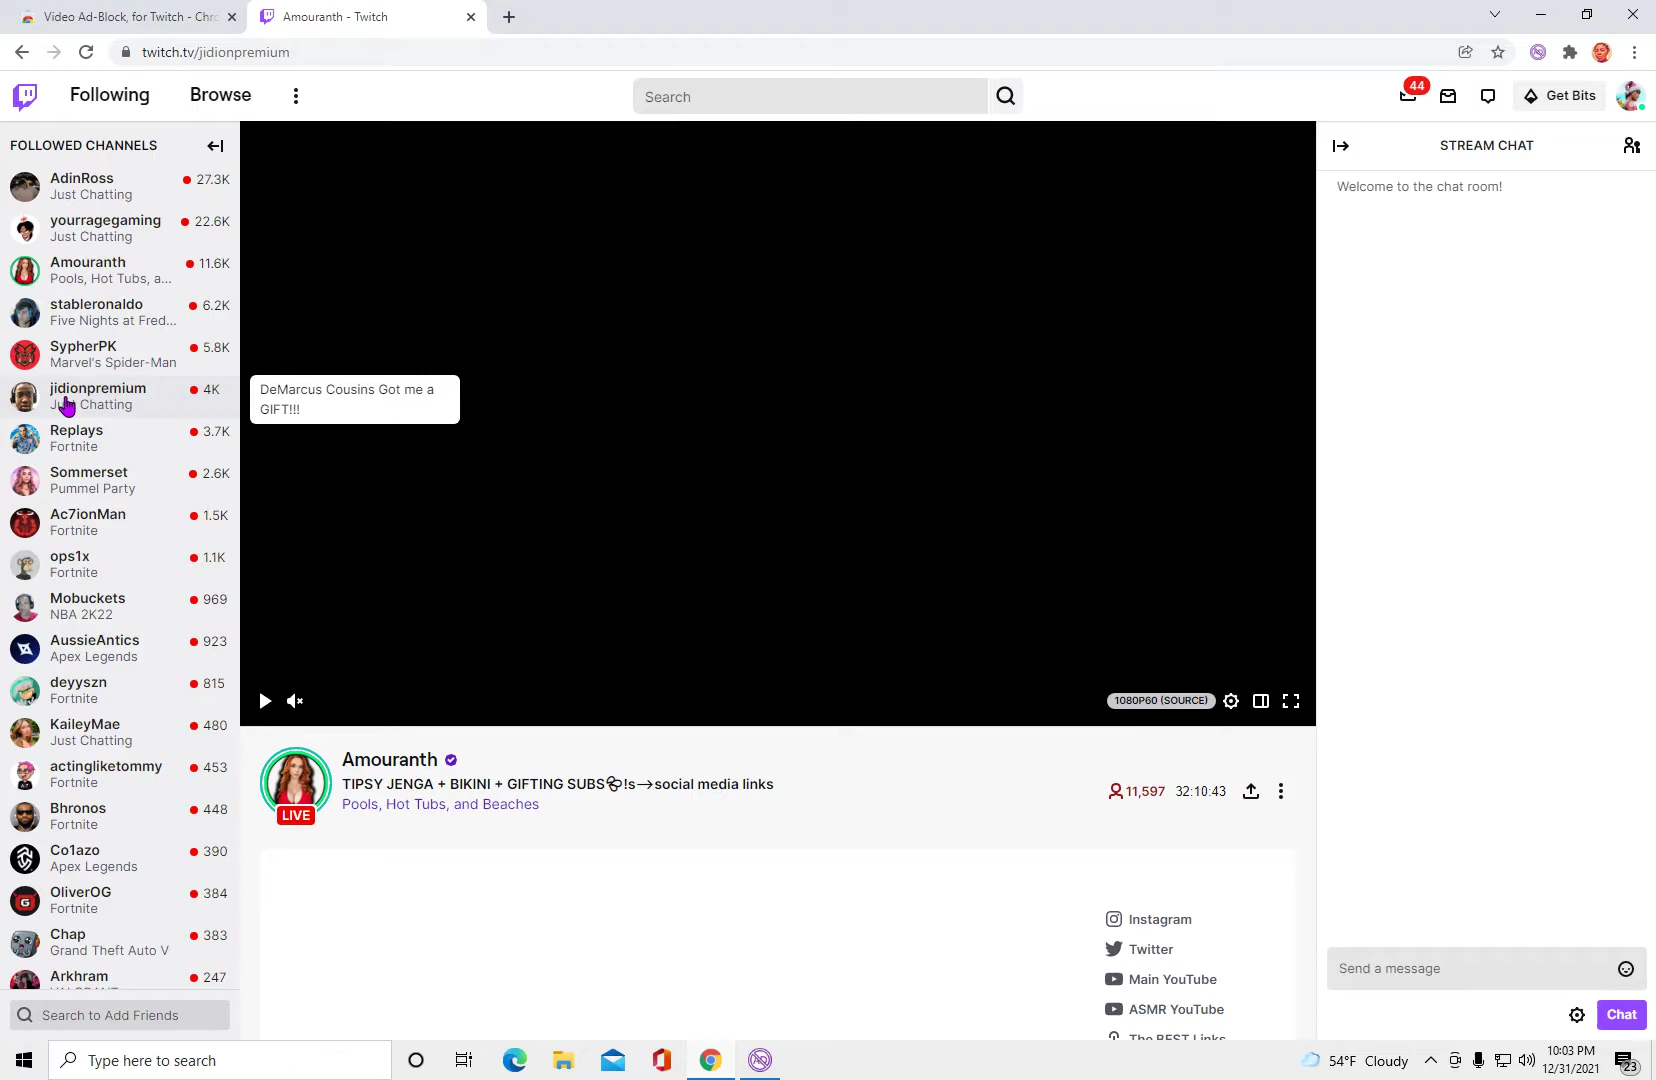 Video Ad-Block, for Twitch - Chro
Amouranth - Twitch
twitch.tv/jidionpremium
Following
Browse
Search
44
Get Bits
FOLLOWED CHANNELS
AdinRoss
27.3K
Just Chatting
yourragegaming
22.6K
Just Chatting
Amouranth
11.6K
Pools, Hot Tubs, a...
stableronaldo
6.2K
Five Nights at Fred...
SypherPK
5.8K
Marvel's Spider-Man
jidionpremium
4K
Just Chatting
Replays
3.7K
Fortnite
Sommerset
2.6K
Pummel Party
Ac7ionMan
1.5K
Fortnite
ops1x
1.1K
Fortnite
Mobuckets
969
NBA 2K22
AussieAntics
923
Apex Legends
deyyszn
815
Fortnite
KaileyMae
480
Just Chatting
actingliketommy
453
Fortnite
Bhronos
448
Fortnite
Co1azo
390
Apex Legends
OliverOG
384
Fortnite
Chap
383
Grand Theft Auto V
Arkhram
247
Search to Add Friends
DeMarcus Cousins Got me a
GIFT!!!
1080P60 (SOURCE)
LIVE
Amouranth
TIPSY JENGA + BIKINI + GIFTING SUBS🪱!s-->social media links
Pools, Hot Tubs, and Beaches
11,597
32:10:43
Instagram
Twitter
Main YouTube
ASMR YouTube
The BEST Links
STREAM CHAT
Welcome to the chat room!
Send a message
Chat
Type here to search
54°F Cloudy
10:03 PM
12/31/2021
23